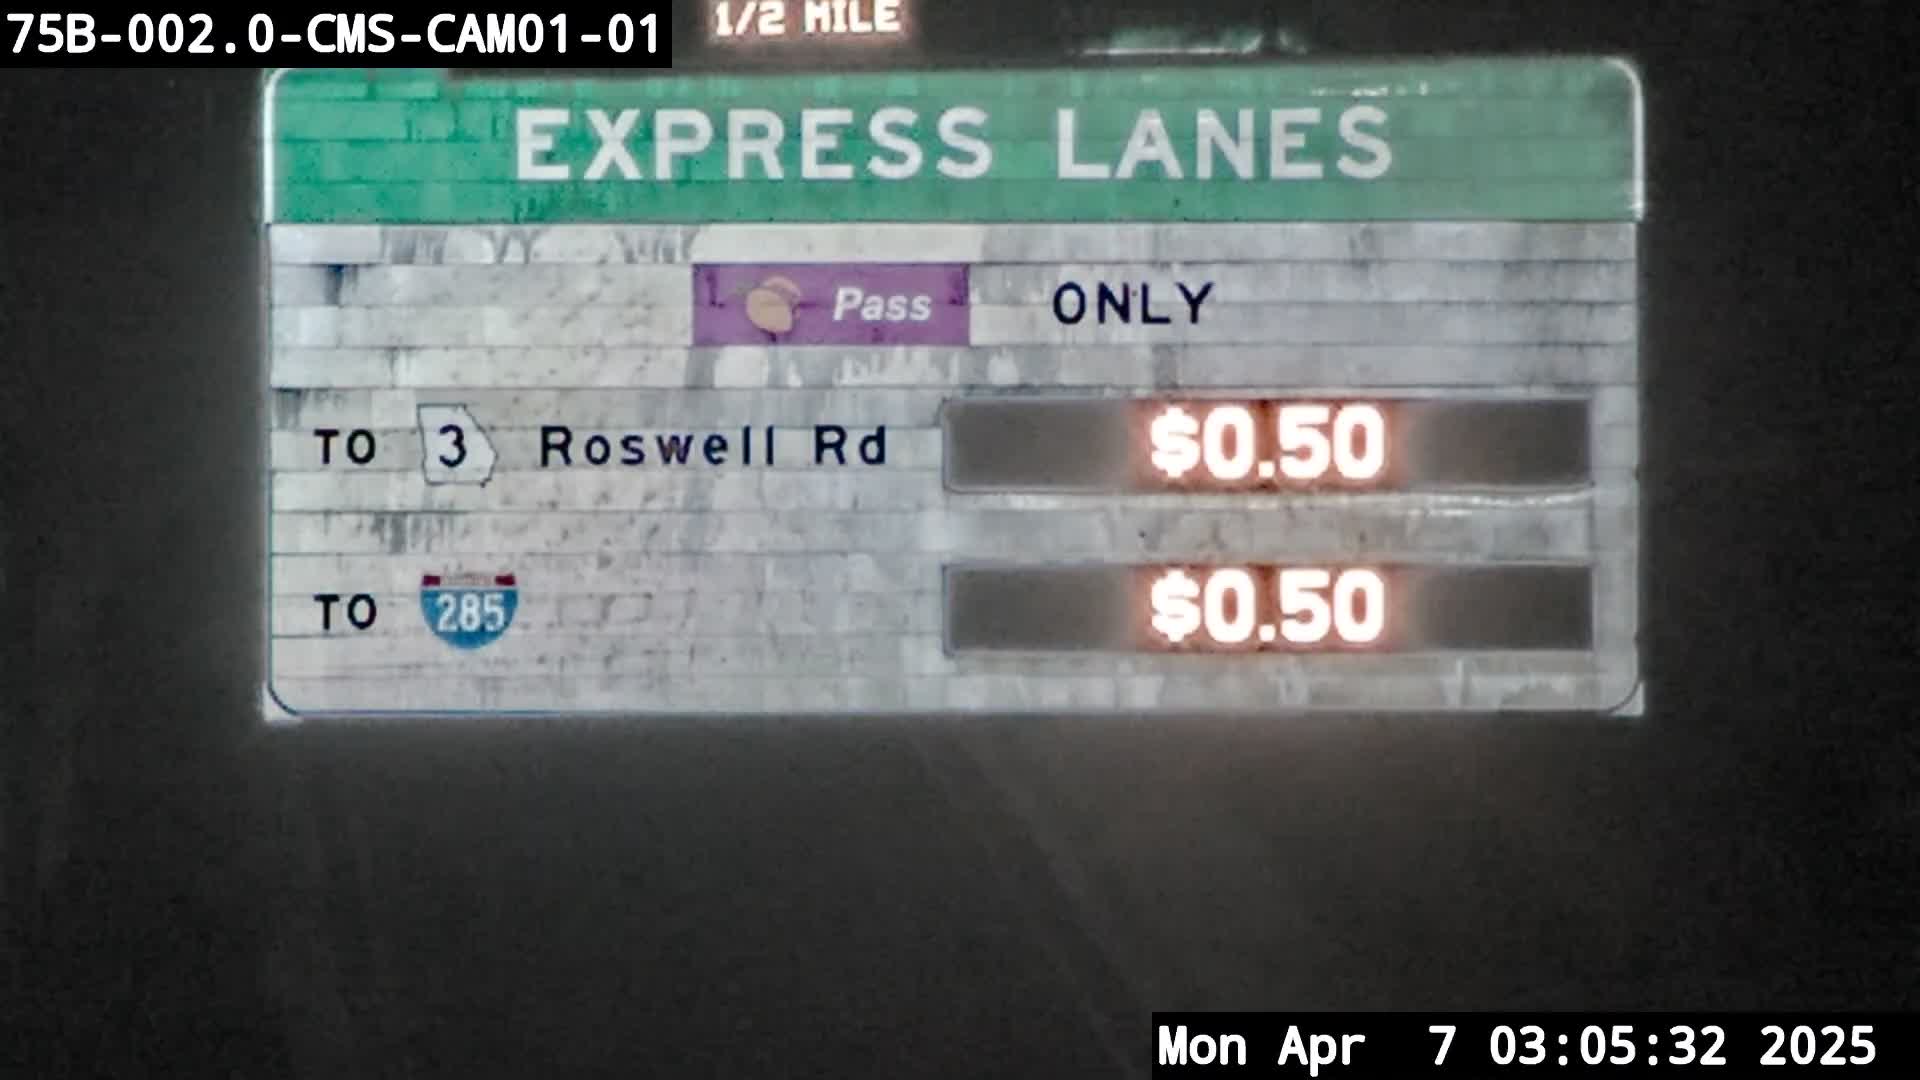 75B-002.0-CMS-CAM01-01
1/2 MILE
EXPRESS LANES
Pass ONLY
TO 3 Roswell Rd $0.50
TO 285 $0.50
Mon Apr 7 03:05:32 2025